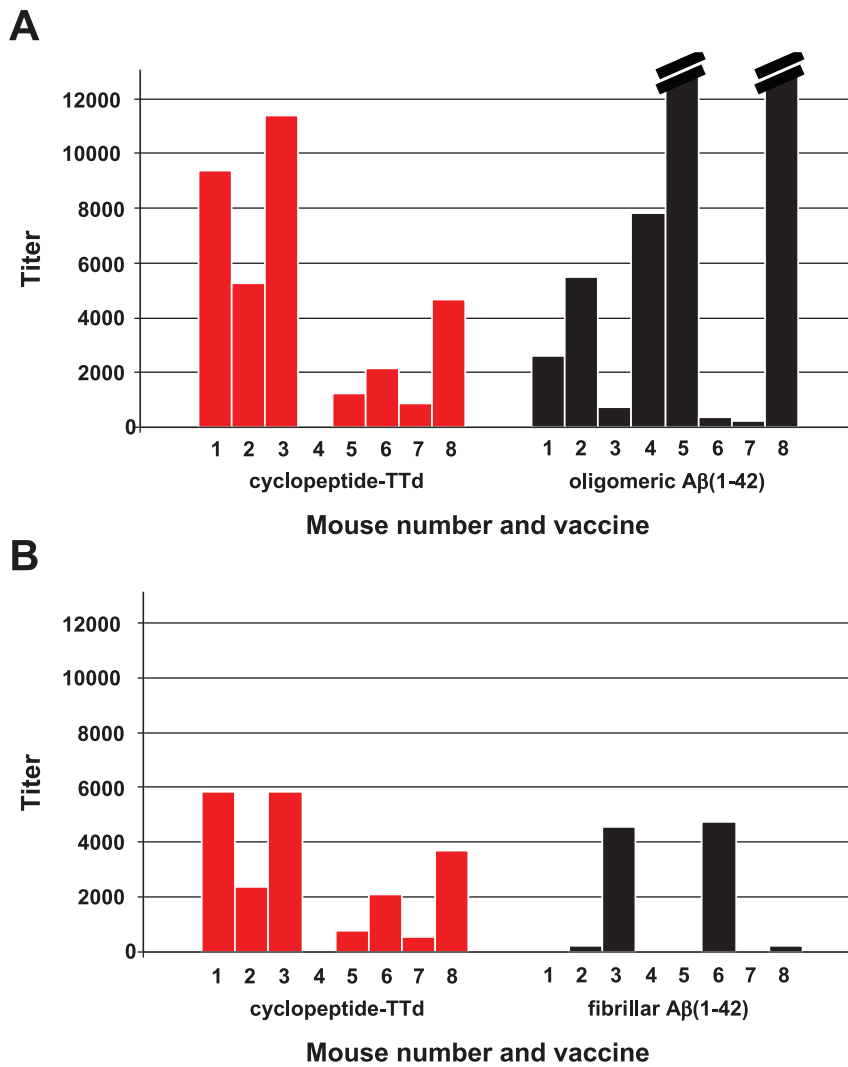 A
Titer
12000
10000
8000
6000
4000
2000
0
1 2 3 4 5 6 7 8 1 2 3 4 5 6 7 8
cyclopeptide-TTd oligomeric Aβ(1-42)
Mouse number and vaccine
B
Titer
12000
10000
8000
6000
4000
2000
0
1 2 3 4 5 6 7 8 1 2 3 4 5 6 7 8
cyclopeptide-TTd fibrillar Aβ(1-42)
Mouse number and vaccine